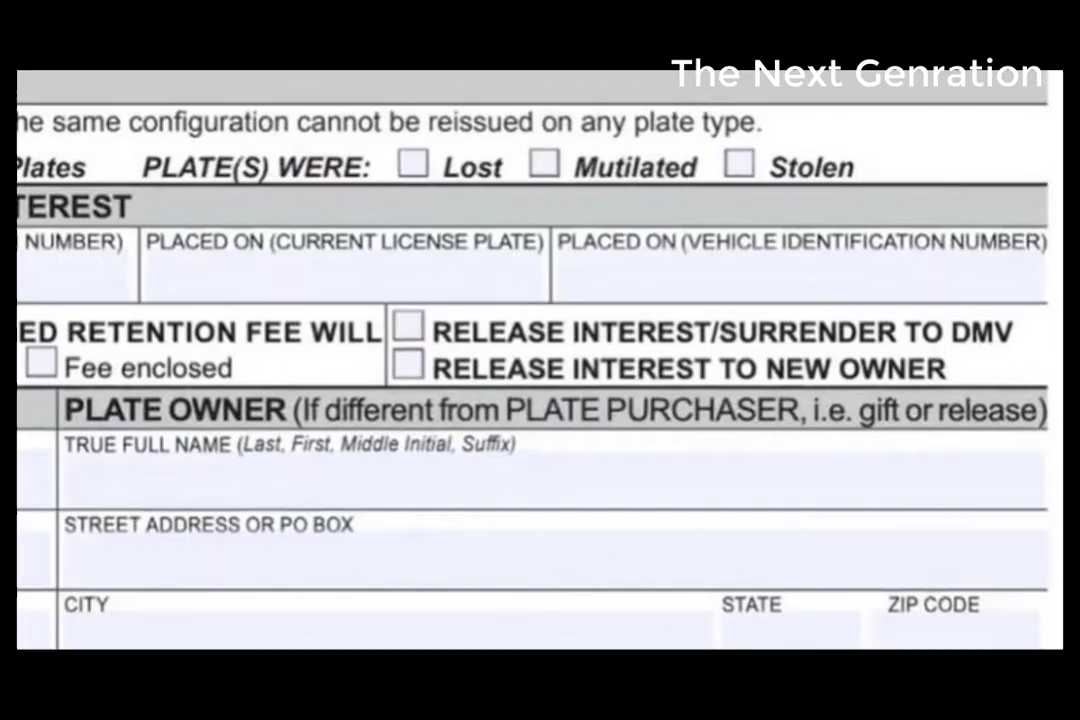 The Next Genration
he same configuration cannot be reissued on any plate type.
Plates PLATE(S) WERE: Lost Mutilated Stolen
TEREST
NUMBER) PLACED ON (CURRENT LICENSE PLATE) PLACED ON (VEHICLE IDENTIFICATION NUMBER)
ED RETENTION FEE WILL RELEASE INTEREST/SURRENDER TO DMV
Fee enclosed RELEASE INTEREST TO NEW OWNER
PLATE OWNER (If different from PLATE PURCHASER, i.e. gift or release)
TRUE FULL NAME (Last, First, Middle Initial, Suffix)
STREET ADDRESS OR PO BOX
CITY STATE ZIP CODE